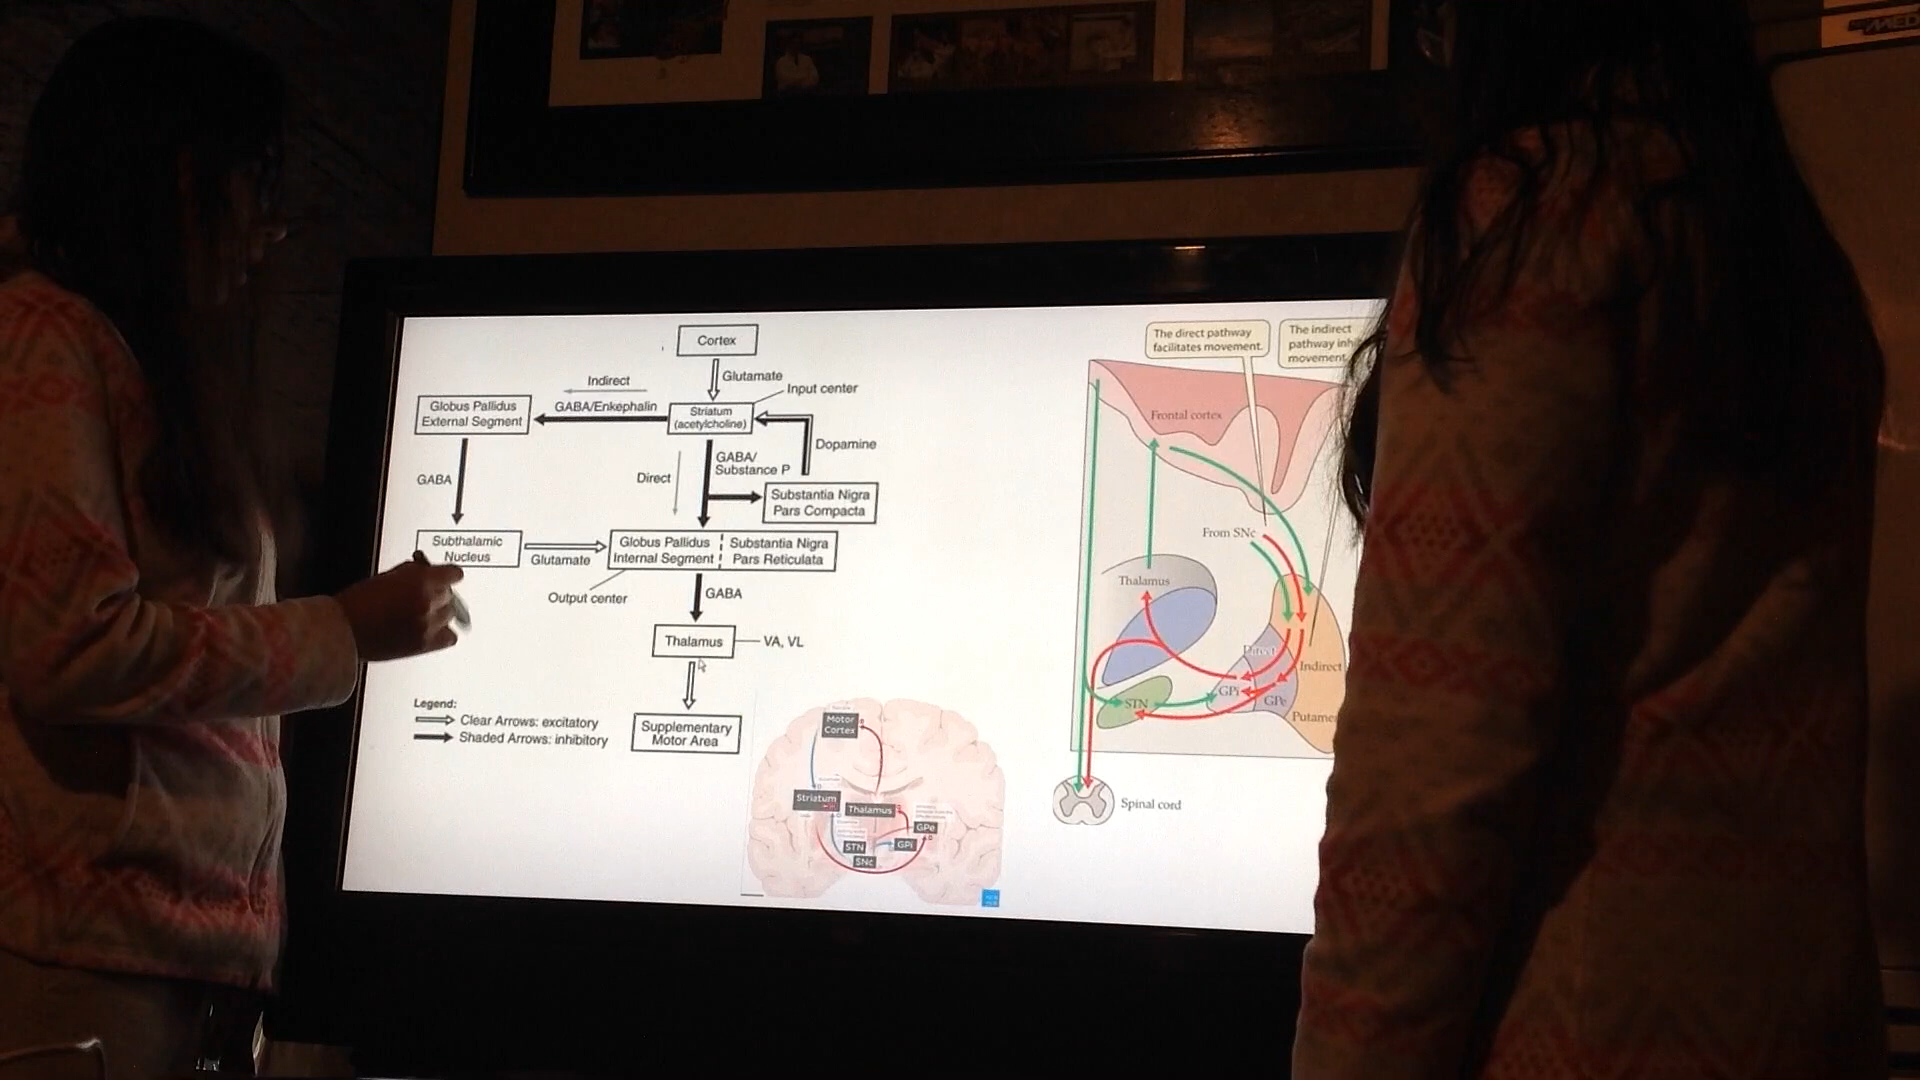 MED
Cortex
Glutamate
Input center
Indirect
GABA/Enkephalin
Globus Pallidus
External Segment
Striatum
(acetylcholine)
Dopamine
GABA/
Substance P
Direct
GABA
Substantia Nigra
Pars Compacta
Subthalamic
Nucleus
Glutamate
Globus Pallidus
Internal Segment
Substantia Nigra
Pars Reticulata
Output center
GABA
Thalamus
VA, VL
Legend:
Clear Arrows: excitatory
Shaded Arrows: inhibitory
Supplementary
Motor Area
Motor
Cortex
Striatum
Thalamus
GPe
STN
GPi
SNc
The direct pathway
facilitates movement.
The indirect
pathway inh
movement
Frontal cortex
From SNc
Thalamus
Direct
Indirect
GPi
GPe
STN
Putame
Spinal cord